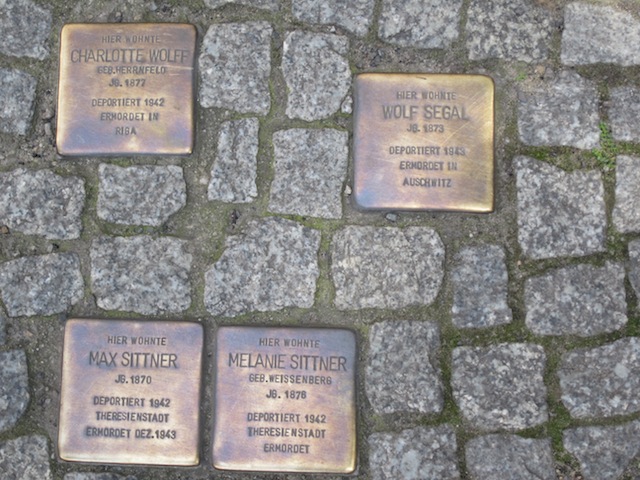 HIER WOHNTE
CHARLOTTE WOLFF
GEB. HERRNFELD
JG. 1877
DEPORTIERT 1942
ERMORDET IN
RIGA
HIER WOHNTE
WOLF SEGAL
JG. 1873
DEPORTIERT 1943
ERMORDET IN
AUSCHWITZ
HIER WOHNTE
MAX SITTNER
JG. 1870
DEPORTIERT 1942
THERESIENSTADT
ERMORDET DEZ. 1943
HIER WOHNTE
MELANIE SITTNER
GEB. WEISSENBERG
JG. 1876
DEPORTIERT 1942
THERESIENSTADT
ERMORDET